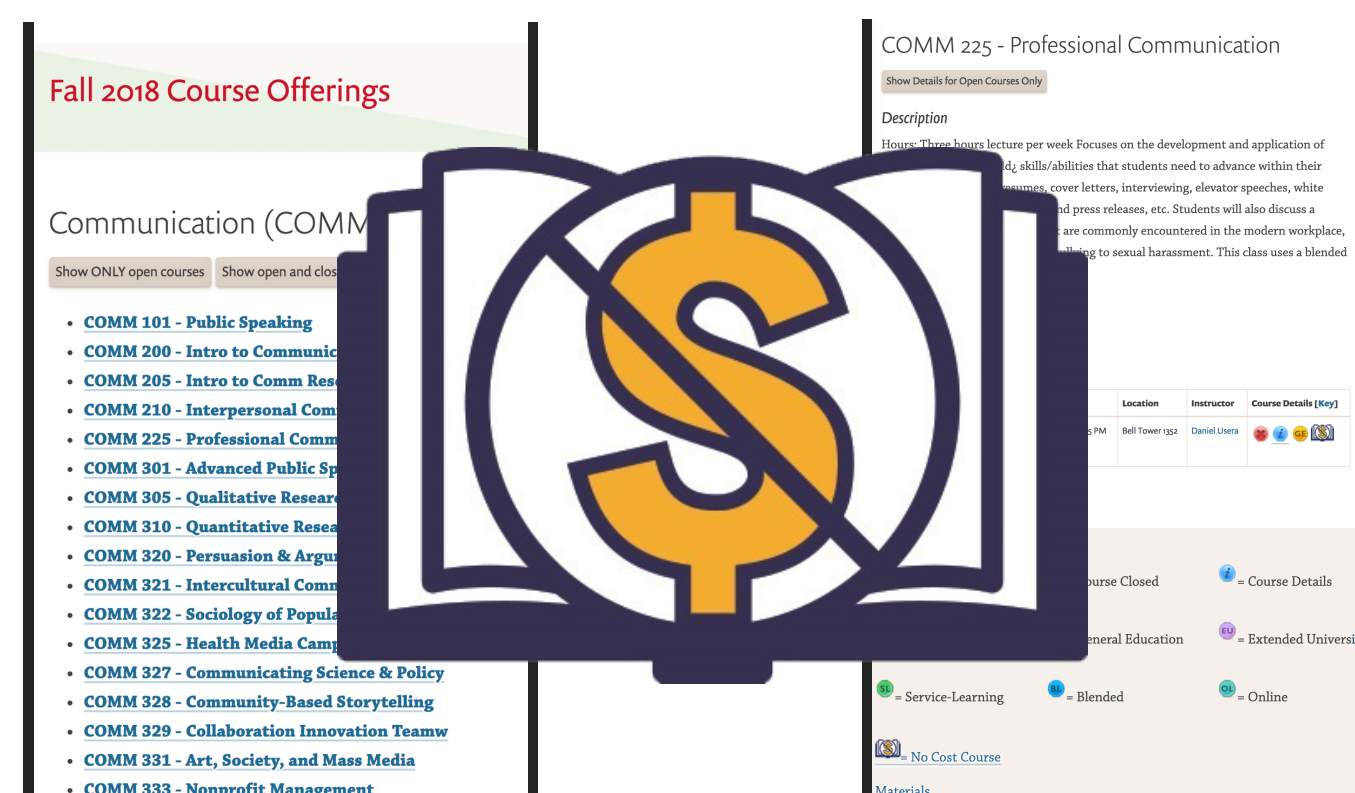 Fall 2018 Course Offerings
Communication (COMM
Show ONLY open courses
Show open and clos
COMM 101 - Public Speaking
COMM 200 - Intro to Communic
COMM 205 - Intro to Comm Res
COMM 210 - Interpersonal Com
COMM 225 - Professional Comm
COMM 301 - Advanced Public Sp
COMM 305 - Qualitative Resear
COMM 310 - Quantitative Resea
COMM 320 - Persuasion & Argu
COMM 321 - Intercultural Comm
COMM 322 - Sociology of Popula
COMM 325 - Health Media Camp
COMM 327 - Communicating Science & Policy
COMM 328 - Community-Based Storytelling
COMM 329 - Collaboration Innovation Teamw
COMM 331 - Art, Society, and Mass Media
COMM 333 - Nonprofit Management
$
COMM 225 - Professional Communication
Show Details for Open Courses Only
Description
Hours: Three hours lecture per week Focuses on the development and application of
ld¿ skills/abilities that students need to advance within their
resumes, cover letters, interviewing, elevator speeches, white
nd press releases, etc. Students will also discuss a
t are commonly encountered in the modern workplace,
to sexual harassment. This class uses a blended
Location Instructor Course Details [Key]
5 PM Bell Tower 1352 Daniel Usera i GE $
ourse Closed
i = Course Details
eneral Education
EU = Extended Universi
SL = Service-Learning
BL = Blended
OL = Online
$ = No Cost Course
Materials